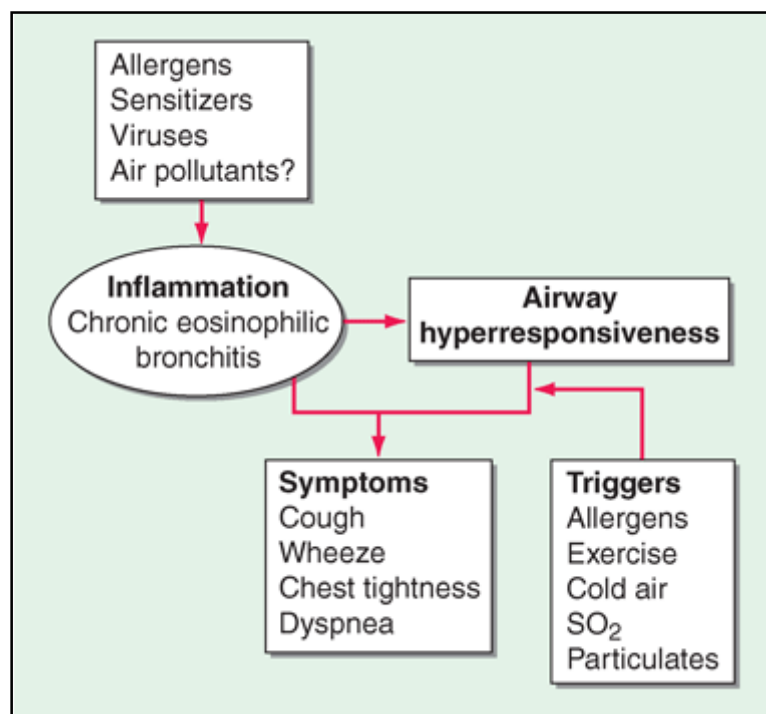 Allergens
Sensitizers
Viruses
Air pollutants?
Inflammation
Chronic eosinophilic
bronchitis
Airway
hyperresponsiveness
Symptoms
Cough
Wheeze
Chest tightness
Dyspnea
Triggers
Allergens
Exercise
Cold air
SO₂
Particulates